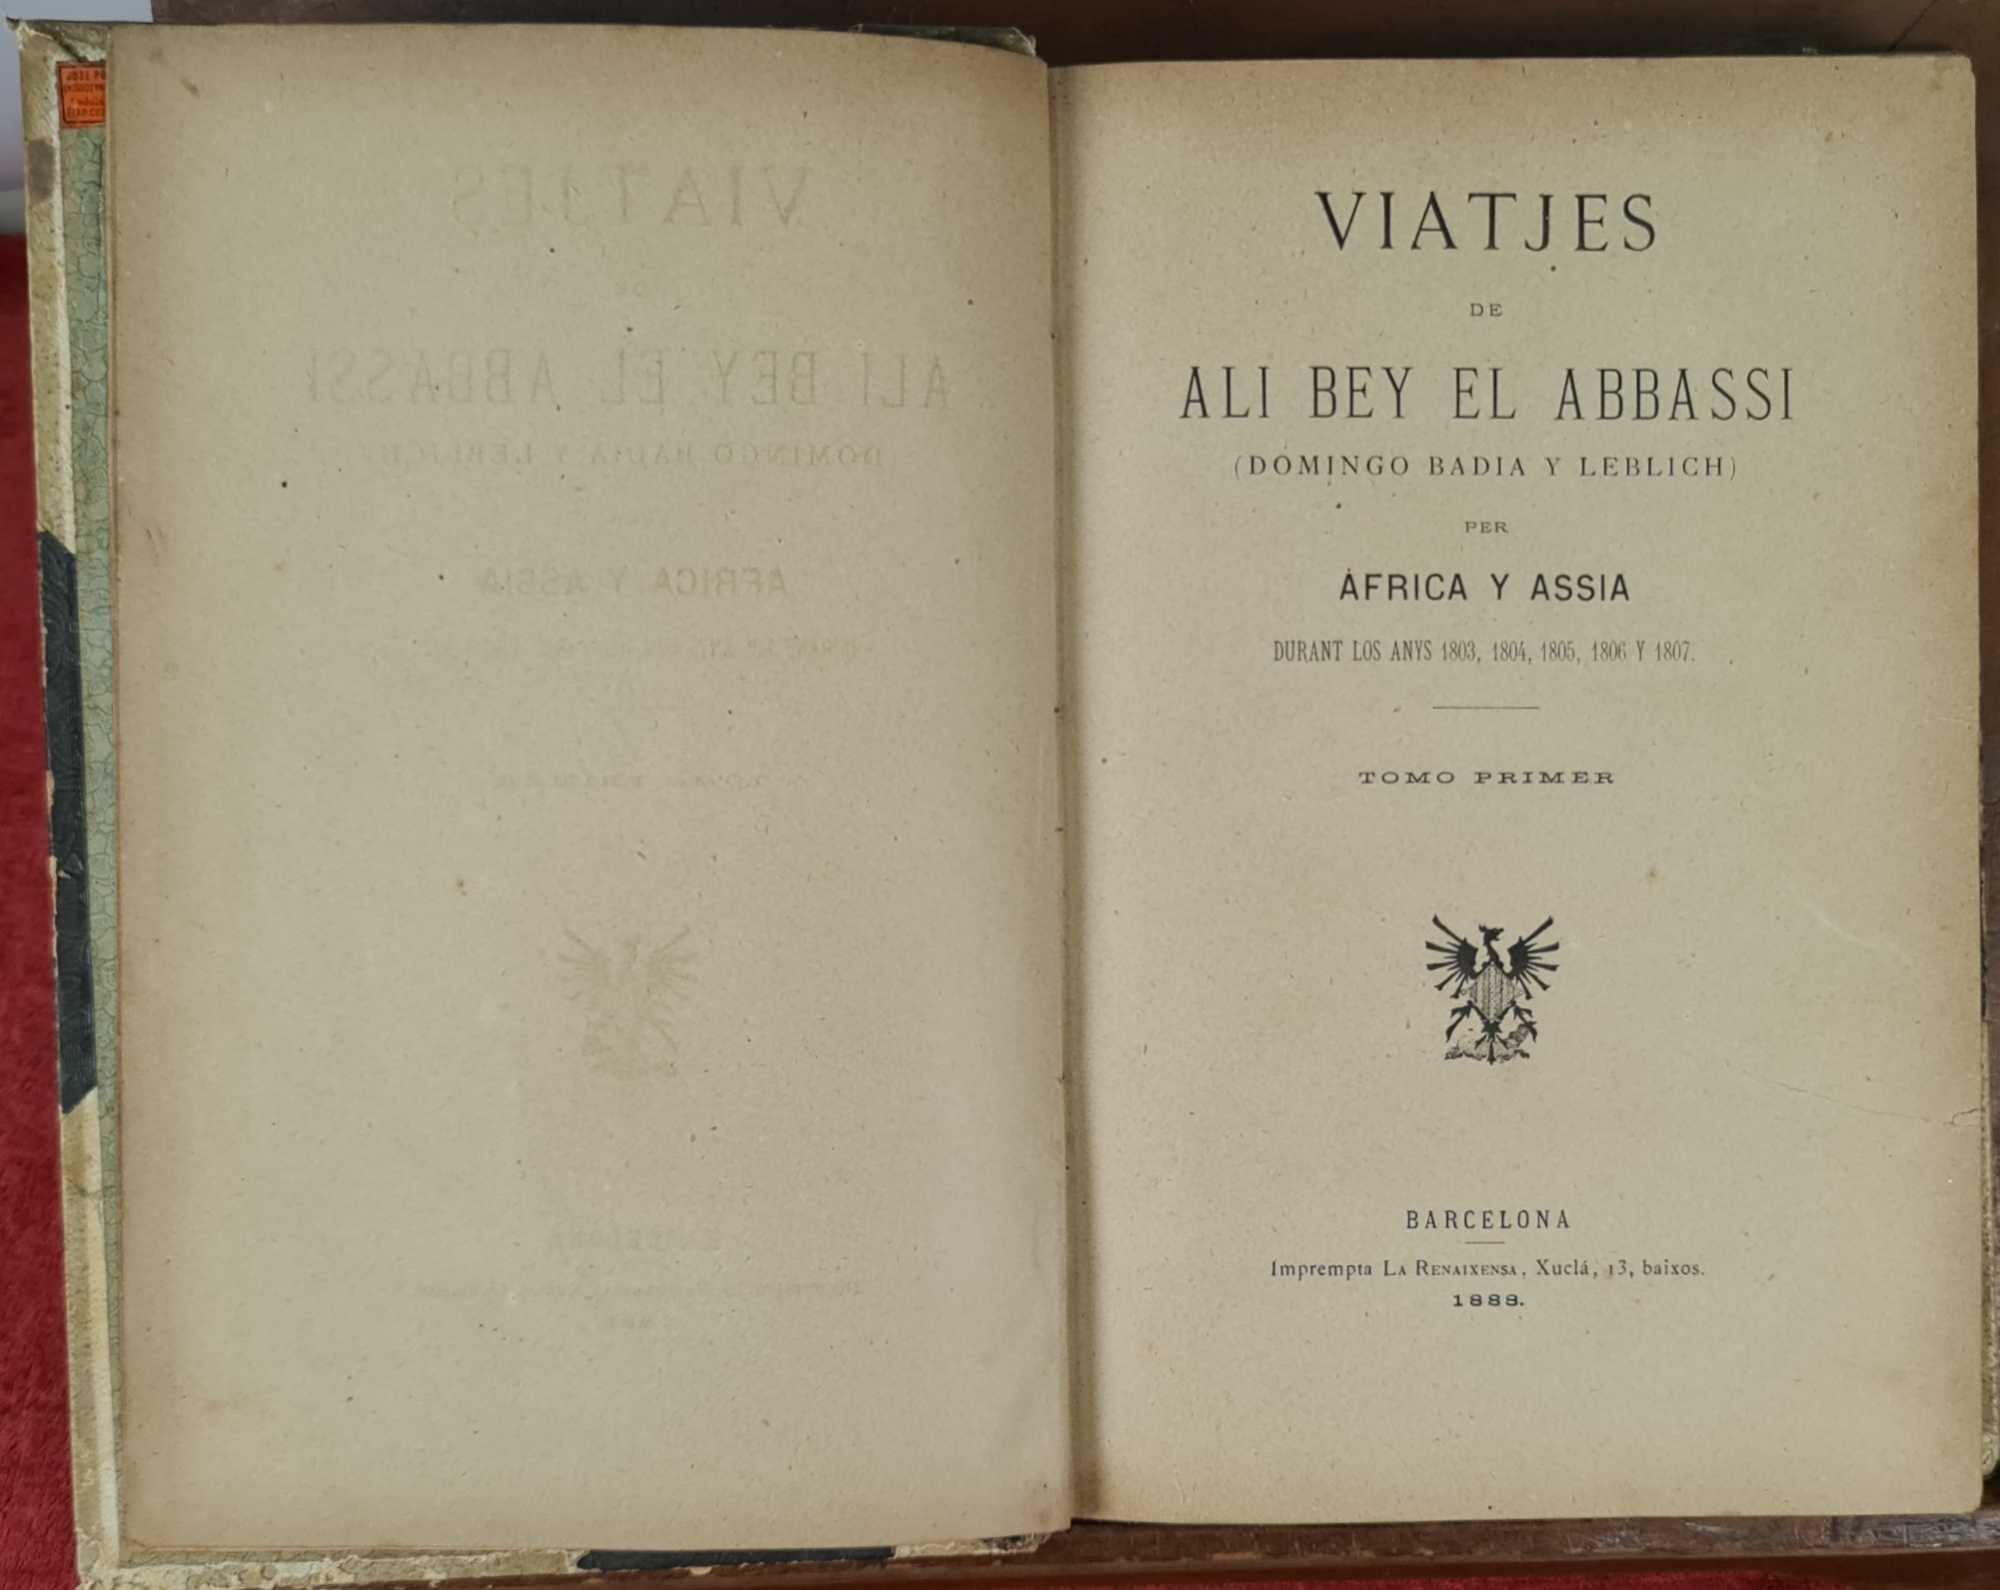 VIATJES
DE
ALI BEY EL ABBASSI
(DOMINGO BADIA Y LEBLICH)
PER
ÁFRICA Y ASSIA
DURANT LOS ANYS 1803, 1804, 1805, 1806 Y 1807.
TOMO PRIMER
BARCELONA
Imprempta LA RENAIXENSA, Xuclá, 13, baixos.
1888.